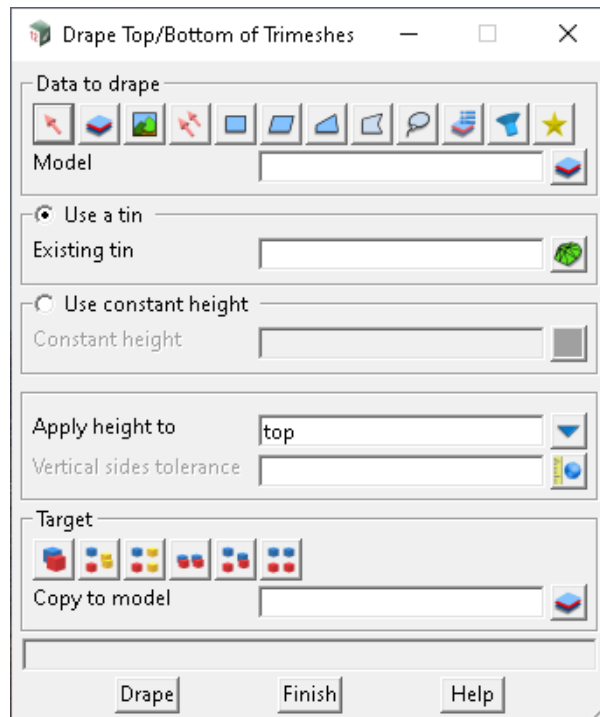 Drape Top/Bottom of Trimeshes
Data to drape
Model
Use a tin
Existing tin
Use constant height
Constant height
Apply height to top
Vertical sides tolerance
Target
Copy to model
Drape Finish Help